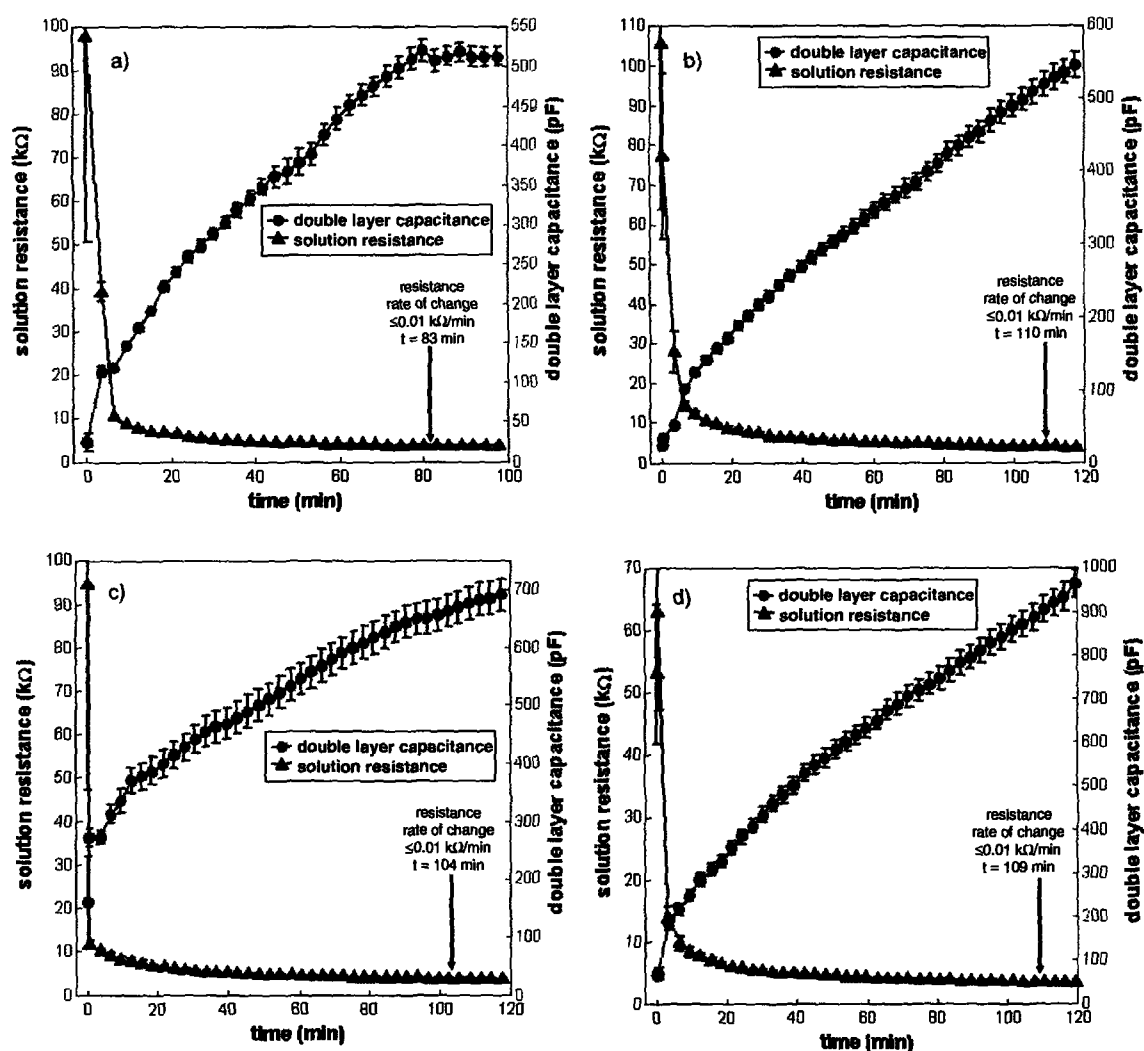 a)
100
90
80
70
60
50
40
30
20
10
0
solution resistance (kΩ)
550
500
450
400
350
300
250
200
150
100
50
0
double layer capacitance (pF)
double layer capacitance
solution resistance
resistance
rate of change
≤0.01 kΩ/min
t = 83 min
0 20 40 60 80 100
time (min)
b)
110
100
90
80
70
60
50
40
30
20
10
0
solution resistance (kΩ)
600
500
400
300
200
100
0
double layer capacitance (pF)
double layer capacitance
solution resistance
resistance
rate of change
≤0.01 kΩ/min
t = 110 min
0 20 40 60 80 100 120
time (min)
c)
100
90
80
70
60
50
40
30
20
10
0
solution resistance (kΩ)
700
600
500
400
300
200
100
0
double layer capacitance (pF)
double layer capacitance
solution resistance
resistance
rate of change
≤0.01 kΩ/min
t = 104 min
0 20 40 60 80 100 120
time (min)
d)
70
60
50
40
30
20
10
0
solution resistance (kΩ)
1000
900
800
700
600
500
400
300
200
100
0
double layer capacitance (pF)
double layer capacitance
solution resistance
resistance
rate of change
≤0.01 kΩ/min
t = 109 min
0 20 40 60 80 100 120
time (min)